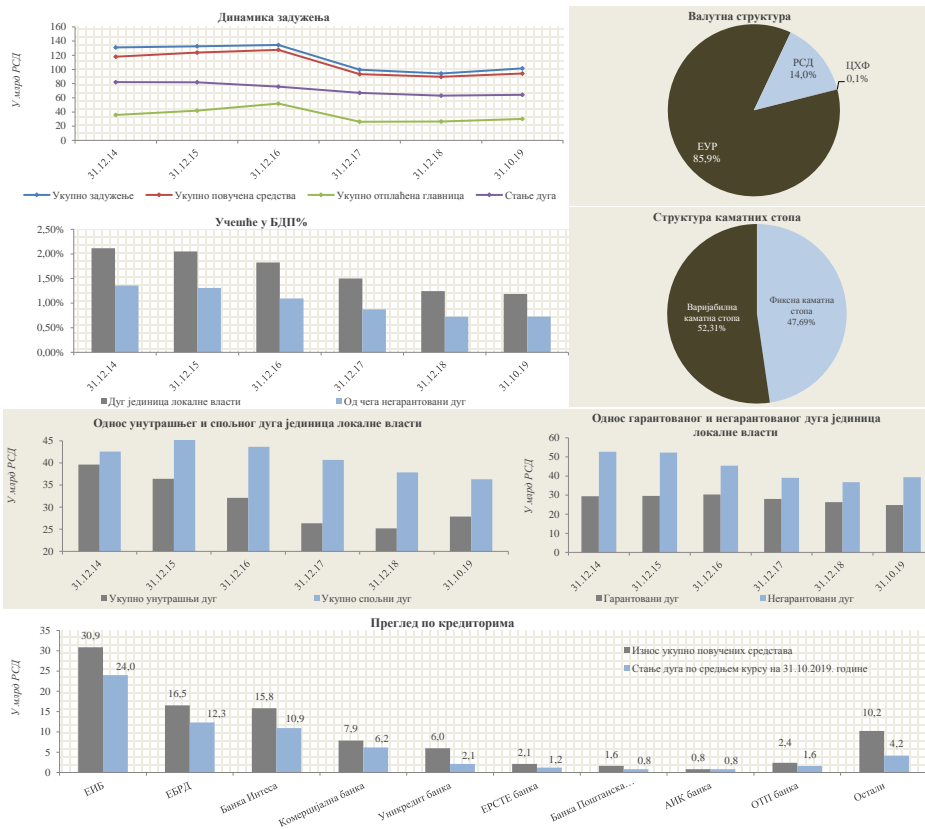 Динамика задужења
У млрд РСД
160
140
120
100
80
60
40
20
0
31.12.14
31.12.15
31.12.16
31.12.17
31.12.18
31.10.19
Укупно задужење
Укупно повучена средства
Укупно отплаћена главница
Стање дуга
Валутна структура
РСД
14,0%
ЦХФ
0,1%
ЕУР
85,9%
Учешће у БДП%
2,50%
2,00%
1,50%
1,00%
0,50%
0,00%
31.12.14
31.12.15
31.12.16
31.12.17
31.12.18
31.10.19
Дуг јединица локалне власти
Од чега негарантовани дуг
Структура каматних стопа
Варијабилна
каматна стопа
52,31%
Фиксна каматна
стопа
47,69%
Однос унутрашњег и спољног дуга јединица локалне власти
У млрд РСД
45
40
35
30
25
20
31.12.14
31.12.15
31.12.16
31.12.17
31.12.18
31.10.19
Укупно унутрашњи дуг
Укупно спољни дуг
Однос гарантованог и негарантованог дуга јединица
локалне власти
У млрд РСД
60
50
40
30
20
10
0
31.12.14
31.12.15
31.12.16
31.12.17
31.12.18
31.10.19
Гарантовани дуг
Негарантовани дуг
Преглед по кредиторима
У млрд РСД
35
30
25
20
15
10
5
0
Износ укупно повучених средстава
Стање дуга по средњем курсу на 31.10.2019. године
30,9
24,0
16,5
12,3
15,8
10,9
7,9
6,2
6,0
2,1
2,1
1,2
1,6
0,8
0,8
0,8
2,4
1,6
10,2
4,2
ЕИБ
ЕБРД
Банка Интеса
Комерцијална банка
Уникредит банка
ЕРСТЕ банка
Банка Поштанска…
АИК банка
ОТП банка
Остали